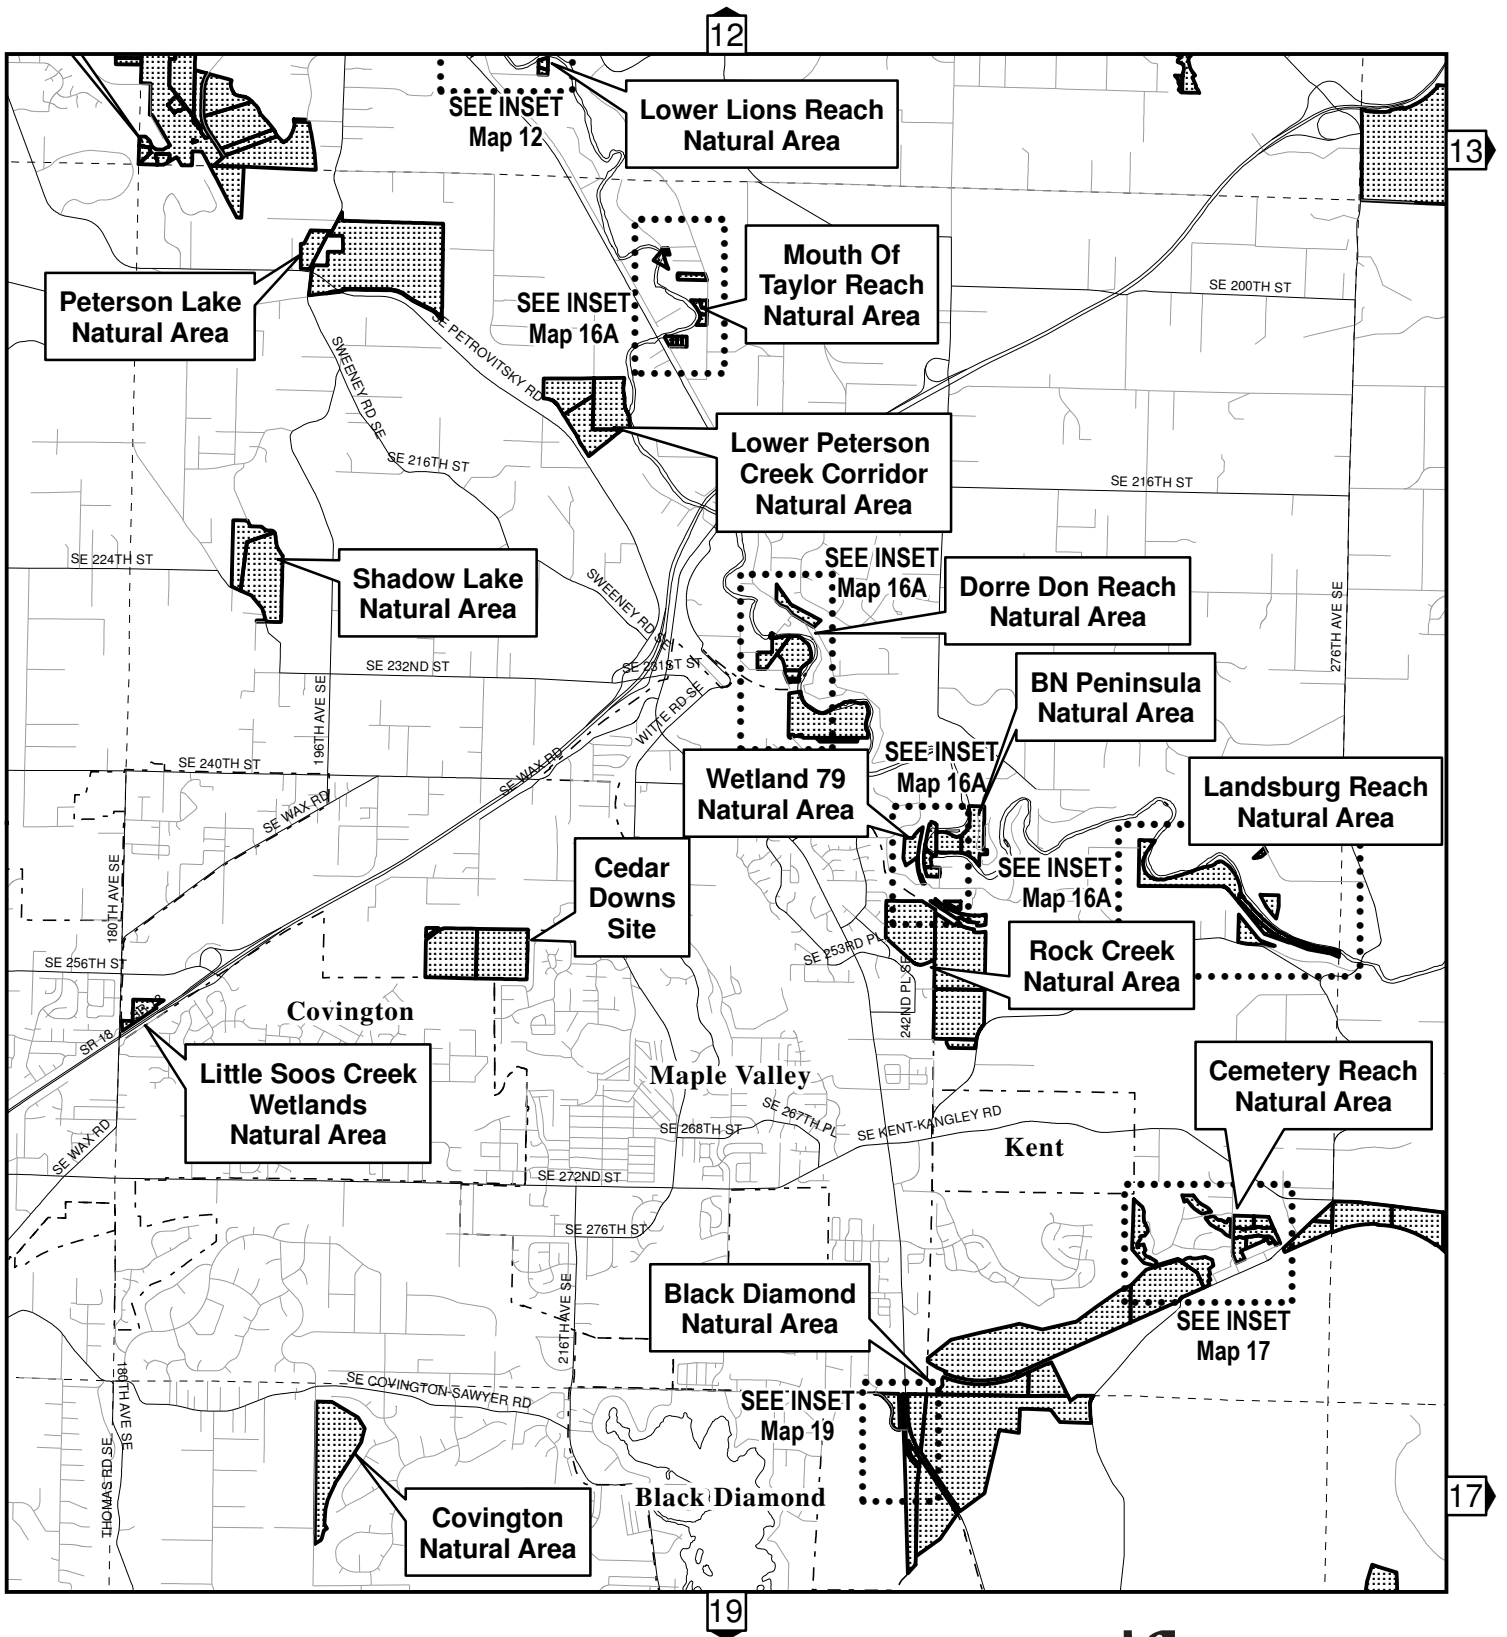 12
SEE INSET
Map 12
Lower Lions Reach
Natural Area
13
Peterson Lake
Natural Area
SEE INSET
Map 16A
Mouth Of
Taylor Reach
Natural Area
SE 200TH ST
SE PETROVITSKY RD
SWEENEY RD SE
Lower Peterson
Creek Corridor
Natural Area
SE 216TH ST
SE 216TH ST
SE 224TH ST
Shadow Lake
Natural Area
SEE INSET
Map 16A
Dorre Don Reach
Natural Area
SWEENEY RD SE
276TH AVE SE
SE 232ND ST
SE 231ST ST
196TH AVE SE
WITTE RD SE
BN Peninsula
Natural Area
SE 240TH ST
SE WAX RD
SE WAX RD
Wetland 79
Natural Area
SEE INSET
Map 16A
Landsburg Reach
Natural Area
180TH AVE SE
Cedar
Downs
Site
SEE INSET
Map 16A
SE 256TH ST
SE 253RD PL
242ND PL SE
Rock Creek
Natural Area
Covington
SR 18
Little Soos Creek
Wetlands
Natural Area
Maple Valley
Cemetery Reach
Natural Area
SE WAX RD
SE 267TH PL
SE 268TH ST
SE KENT-KANGLEY RD
Kent
SE 272ND ST
SE 276TH ST
216TH AVE SE
Black Diamond
Natural Area
SEE INSET
Map 17
180TH AVE SE
SE COVINGTON-SAWYER RD
SEE INSET
Map 19
THOMAS RD SE
Covington
Natural Area
Black Diamond
17
19